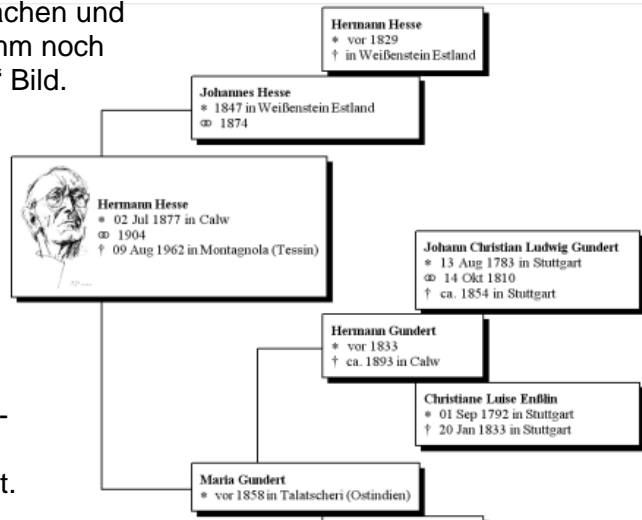 achen und
hm noch
Bild.
Hermann Hesse
* vor 1829
† in Weißenstein Estland
Johannes Hesse
* 1847 in Weißenstein Estland
⚭ 1874
Hermann Hesse
* 02 Jul 1877 in Calw
⚭ 1904
† 09 Aug 1962 in Montagnola (Tessin)
Johann Christian Ludwig Gundert
* 13 Aug 1783 in Stuttgart
⚭ 14 Okt 1810
† ca. 1854 in Stuttgart
Hermann Gundert
* vor 1833
† ca. 1893 in Calw
Christiane Luise Enßlin
* 01 Sep 1792 in Stuttgart
† 20 Jan 1833 in Stuttgart
-
t.
Maria Gundert
* vor 1858 in Talatscheri (Ostindien)